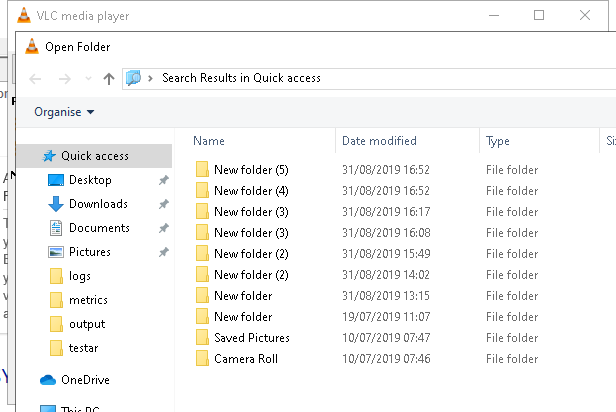 VLC media player
Open Folder
Search Results in Quick access
Organise
Name Date modified Type Si
Quick access
Desktop
Downloads
Documents
Pictures
logs
metrics
output
testar
OneDrive
This PC
New folder (5) 31/08/2019 16:52 File folder
New folder (4) 31/08/2019 16:52 File folder
New folder (3) 31/08/2019 16:17 File folder
New folder (3) 31/08/2019 16:08 File folder
New folder (2) 31/08/2019 15:49 File folder
New folder (2) 31/08/2019 14:02 File folder
New folder 31/08/2019 13:15 File folder
New folder 19/07/2019 11:07 File folder
Saved Pictures 10/07/2019 07:47 File folder
Camera Roll 10/07/2019 07:46 File folder